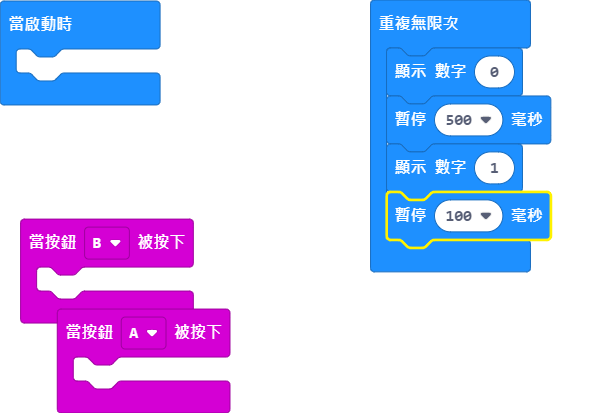 當啟動時
重複無限次
顯示 數字 0
暫停 500 毫秒
顯示 數字 1
暫停 100 毫秒
當按鈕 B 被按下
當按鈕 A 被按下